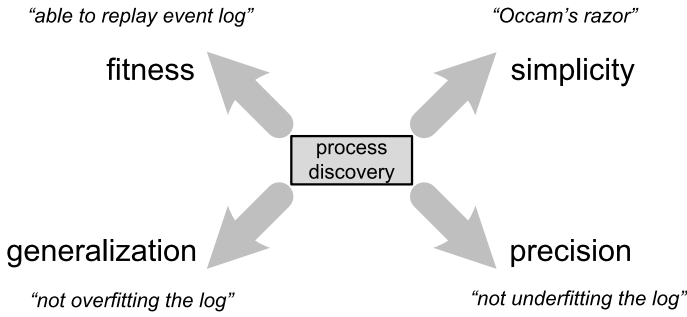 “able to replay event log”
“Occam’s razor”
fitness
simplicity
process
discovery
generalization
precision
“not overfitting the log”
“not underfitting the log”